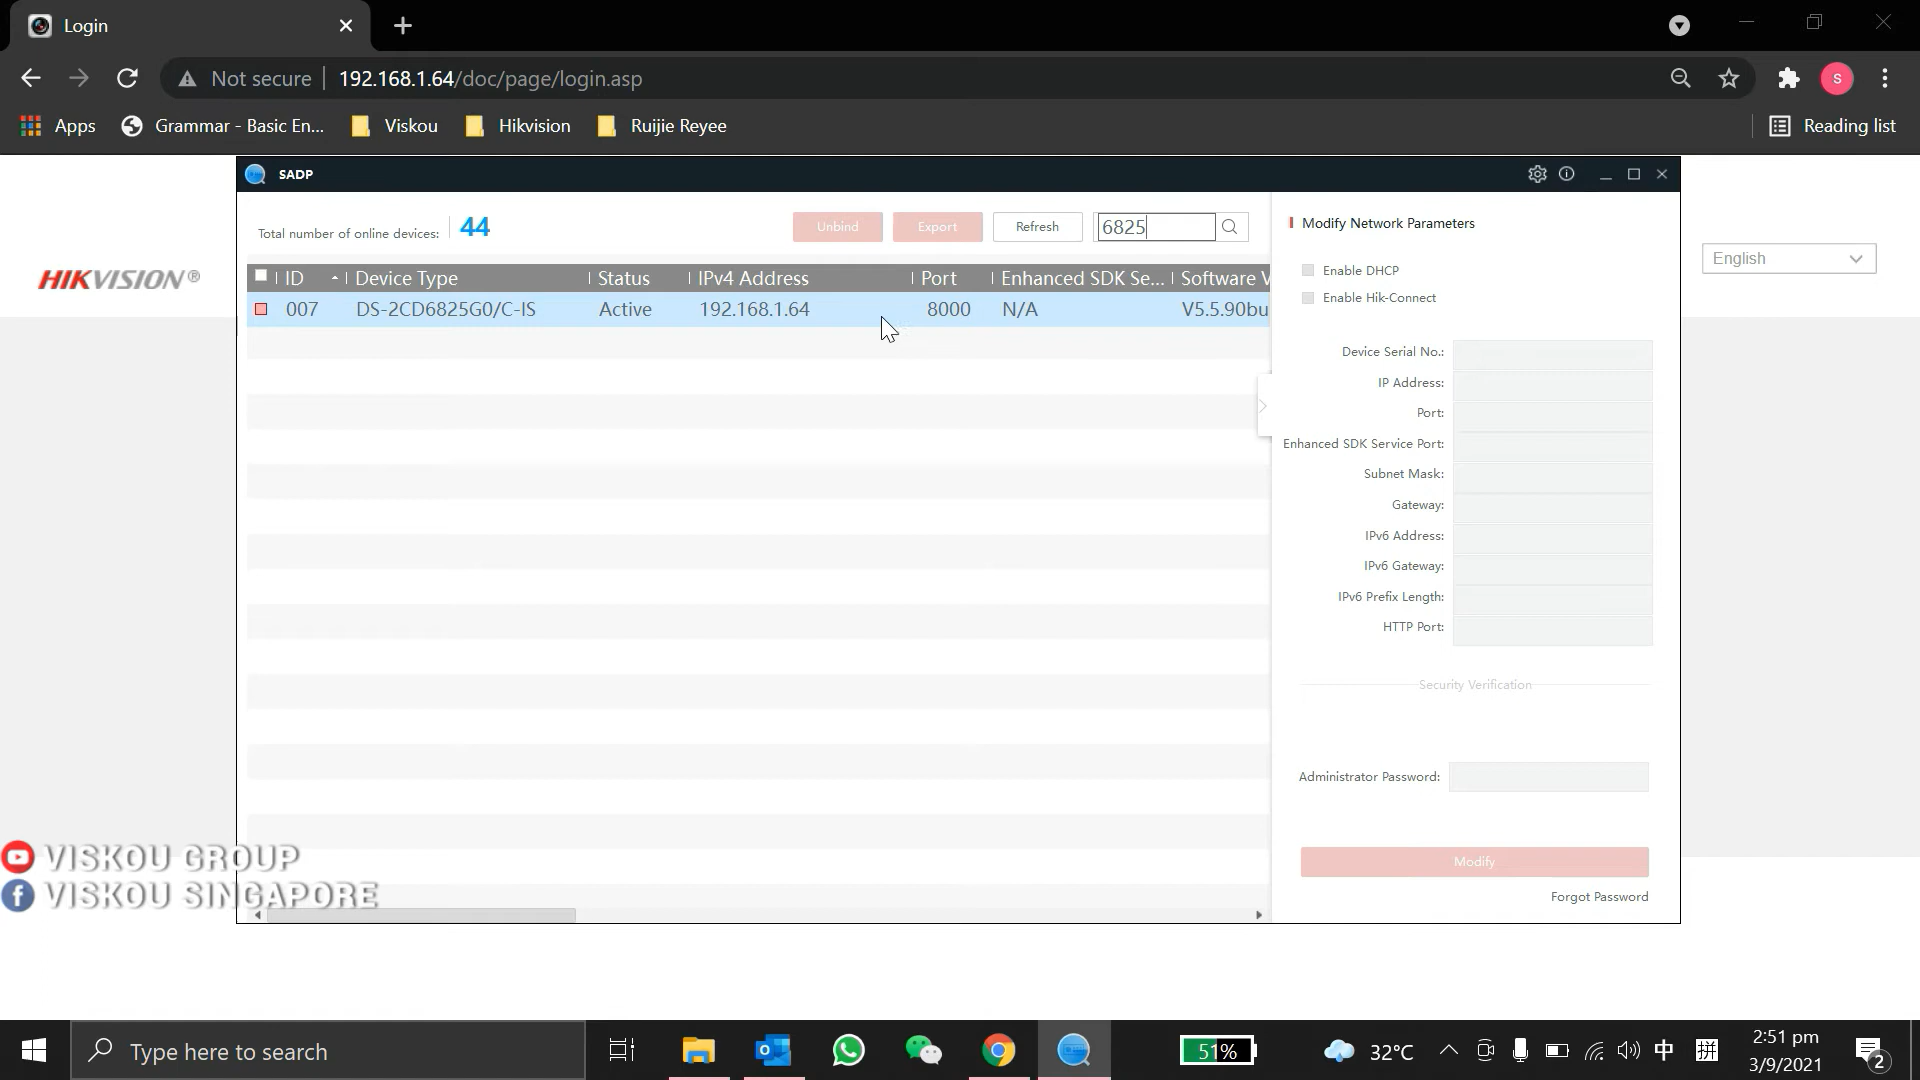 Login
Not secure
192.168.1.64/doc/page/login.asp
S
Apps
Grammar - Basic En...
Viskou
Hikvision
Ruijie Reyee
Reading list
SADP
Total number of online devices:
44
Unbind
Export
Refresh
6825
ID
Device Type
Status
IPv4 Address
Port
Enhanced SDK Se...
Software V
007
DS-2CD6825G0/C-IS
Active
192.168.1.64
8000
N/A
V5.5.90bu
Modify Network Parameters
Enable DHCP
Enable Hik-Connect
Device Serial No.:
IP Address:
Port:
Enhanced SDK Service Port:
Subnet Mask:
Gateway:
IPv6 Address:
IPv6 Gateway:
IPv6 Prefix Length:
HTTP Port:
Security Verification
Administrator Password:
Modify
Forgot Password
HIKVISION®
English
VISKOU GROUP
f VISKOU SINGAPORE
Type here to search
51%
32°C
中
拼
2:51 pm
3/9/2021
2